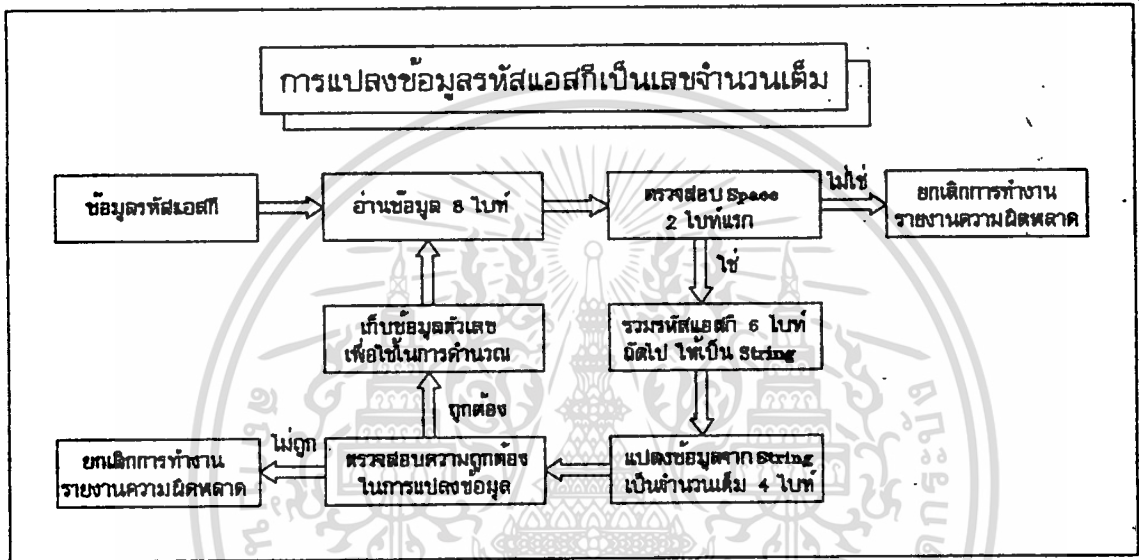 การแปลงข้อมูลรหัสแอสกีเป็นเลขจำนวนเต็ม
ข้อมูลรหัสแอสกี
อ่านข้อมูล 8 ไบท์
ตรวจสอบ Space
2 ไบท์แรก
ไม่ใช่
ยกเลิกการทำงาน
รายงานความผิดพลาด
ใช่
รวมรหัสแอสกี 6 ไบท์
ถัดไป ให้เป็น String
แปลงข้อมูลจาก String
เป็นจำนวนเต็ม 4 ไบท์
ตรวจสอบความถูกต้อง
ในการแปลงข้อมูล
ถูกต้อง
เก็บข้อมูลตัวเลข
เพื่อใช้ในการคำนวณ
ไม่ถูก
ยกเลิกการทำงาน
รายงานความผิดพลาด